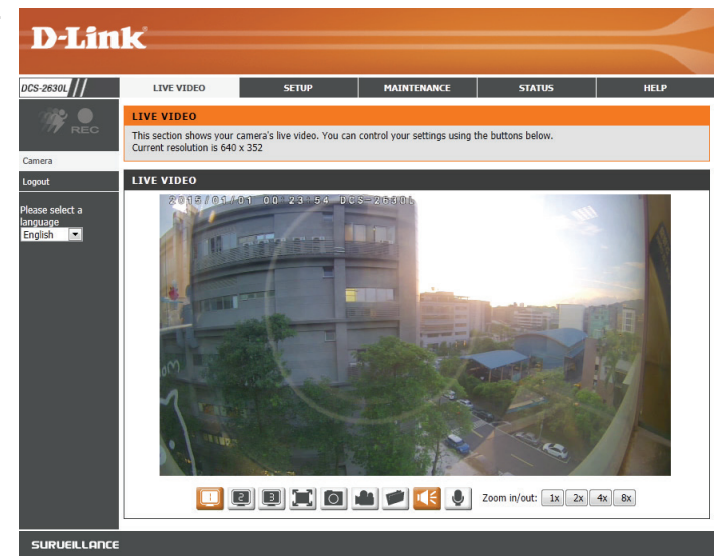 D-Link
DCS-2630L
LIVE VIDEO SETUP MAINTENANCE STATUS HELP
REC
Camera
Logout
Please select a
language
English
LIVE VIDEO
This section shows your camera's live video. You can control your settings using the buttons below.
Current resolution is 640 x 352
LIVE VIDEO
2015/01/01 00:23:54 DCS-2630L
1 2 3
Zoom in/out: 1x 2x 4x 8x
SURVEILLANCE